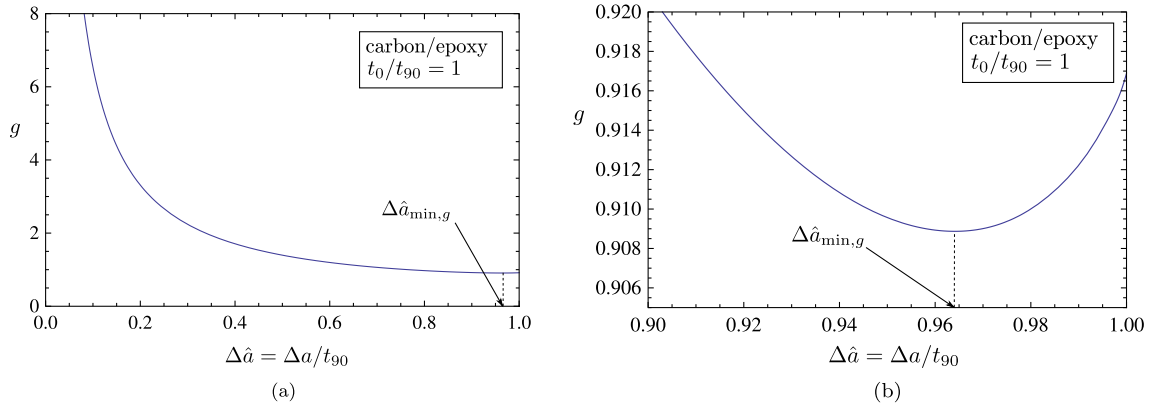 8
6
4
2
0
g
0.0 0.2 0.4 0.6 0.8 1.0
carbon/epoxy
t₀/t₉₀ = 1
Δâmin,g
Δâ = Δa/t₉₀
(a)
0.920
0.918
0.916
0.914
0.912
0.910
0.908
0.906
g
0.90 0.92 0.94 0.96 0.98 1.00
carbon/epoxy
t₀/t₉₀ = 1
Δâmin,g
Δâ = Δa/t₉₀
(b)